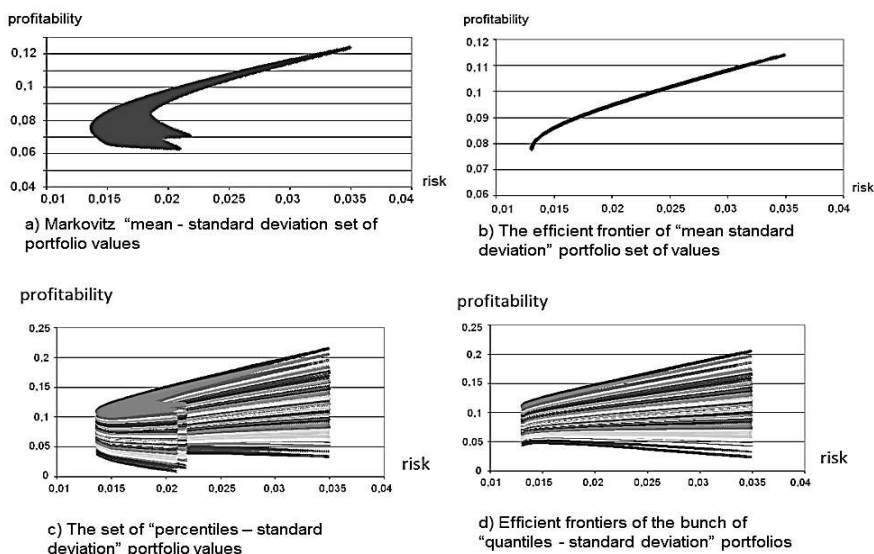 profitability
0,12
0,1
0,08
0,06
0,04
0,01 0,015 0,02 0,025 0,03 0,035 0,04
risk
a) Markovitz “mean - standard deviation set of
portfolio values
profitability
0,12
0,11
0,1
0,09
0,08
0,07
0,06
0,01 0,015 0,02 0,025 0,03 0,035 0,04
risk
b) The efficient frontier of “mean standard
deviation” portfolio set of values
profitability
0,25
0,2
0,15
0,1
0,05
0
0,01 0,015 0,02 0,025 0,03 0,035 0,04
risk
c) The set of “percentiles – standard
deviation” portfolio values
profitability
0,25
0,2
0,15
0,1
0,05
0
0,01 0,015 0,02 0,025 0,03 0,035 0,04
risk
d) Efficient frontiers of the bunch of
“quantiles - standard deviation” portfolios